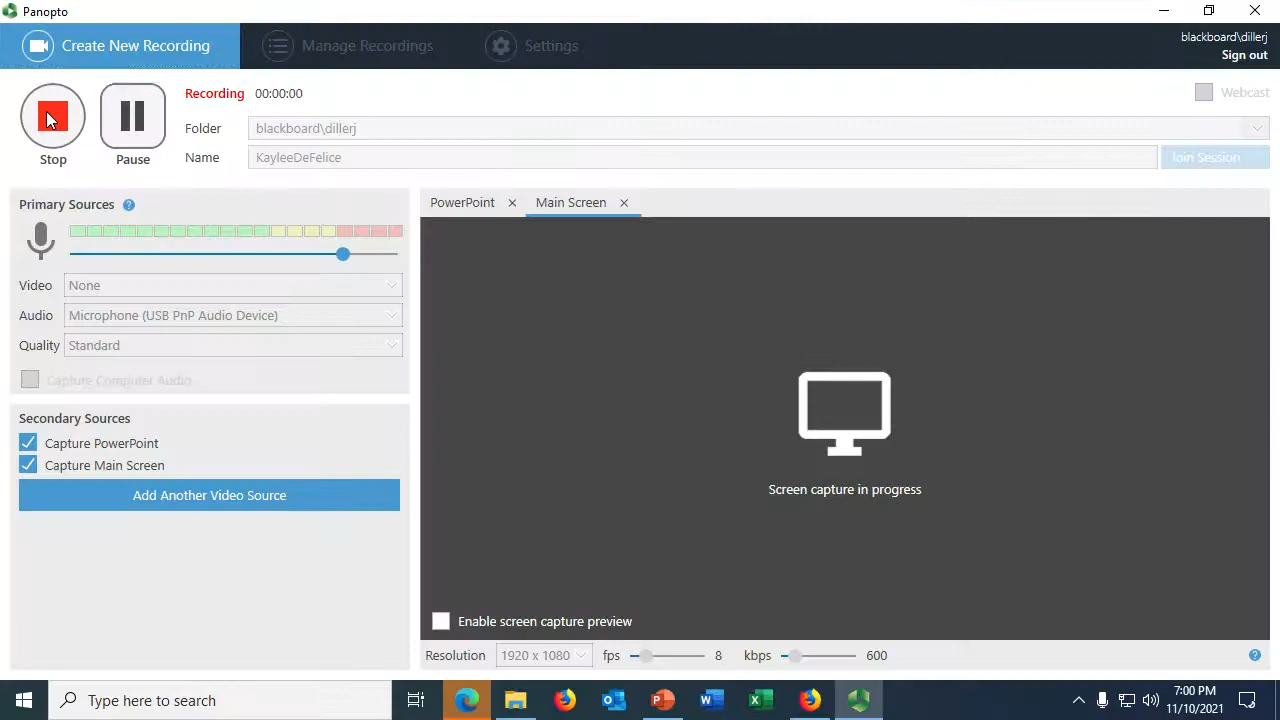 Panopto
Create New Recording
Manage Recordings
Settings
blackboard\dillerj
Sign out
Recording 00:00:00
Webcast
Folder blackboard\dillerj
Stop Pause
Name KayleeDeFelice
Join Session
Primary Sources ?
PowerPoint
Main Screen
Video None
Audio Microphone (USB PnP Audio Device)
Quality Standard
Capture Computer Audio
Secondary Sources
Capture PowerPoint
Capture Main Screen
Add Another Video Source
Screen capture in progress
Enable screen capture preview
Resolution 1920 x 1080 fps 8 kbps 600 ?
Type here to search
7:00 PM
11/10/2021